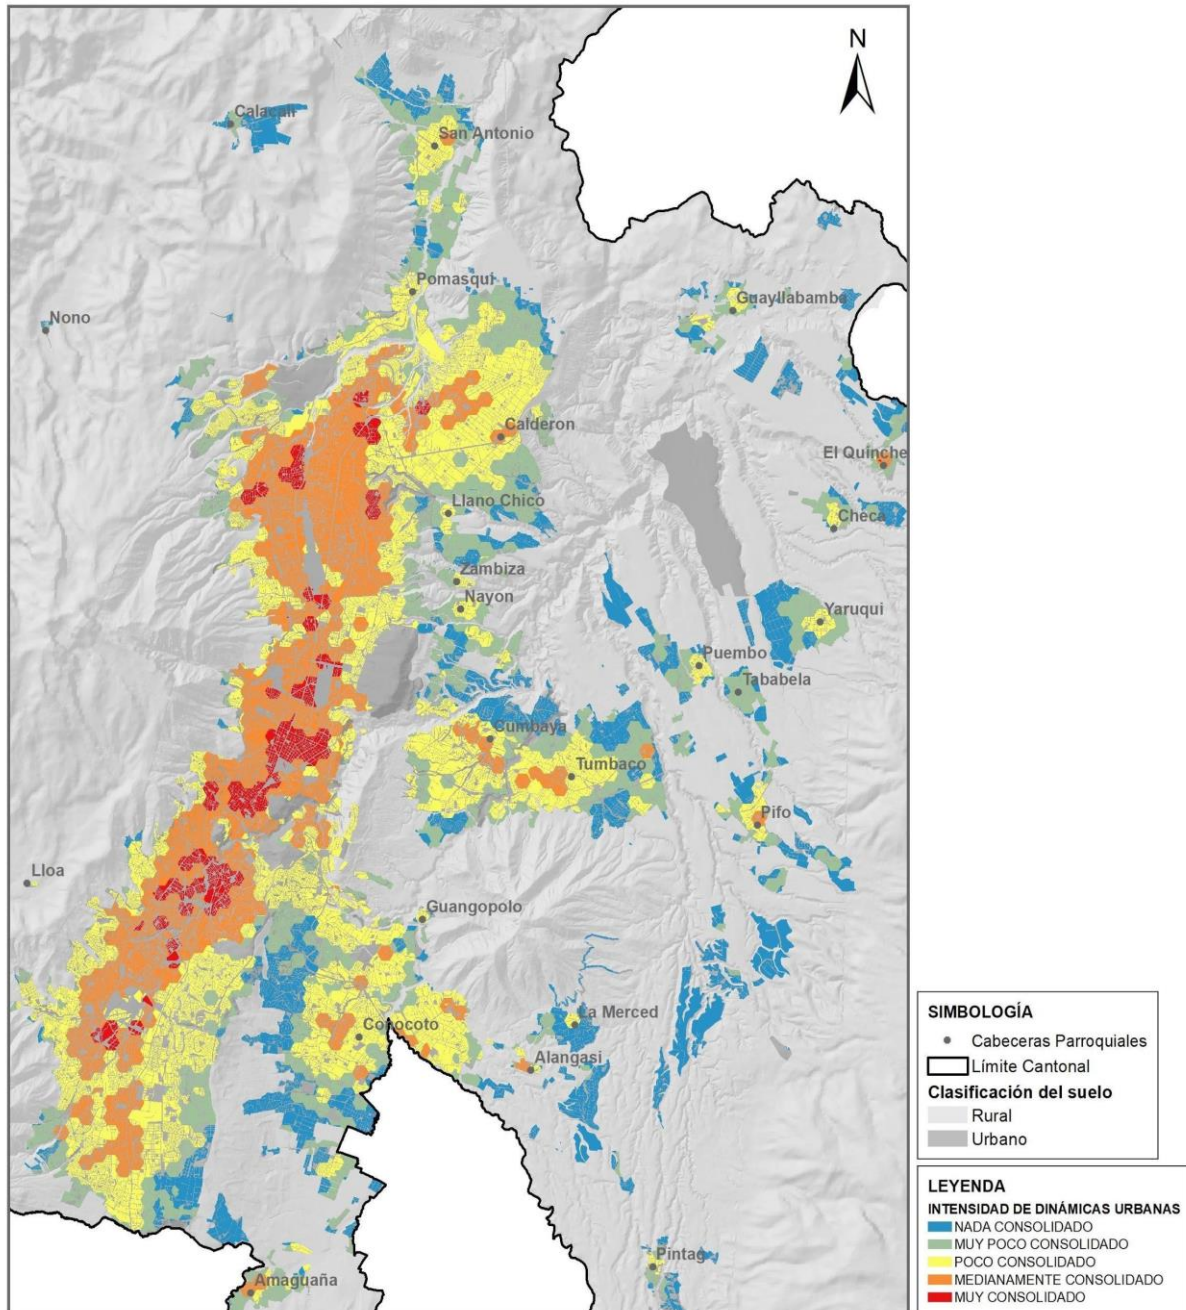 N
Calacali
San Antonio
Pomasqui
Guayllabamba
Nono
Calderon
El Quinche
Llano Chico
Checa
Zambiza
Nayon
Yaruqui
Puembo
Tababela
Cumbaya
Tumbaco
Pifo
Lloa
Guangopolo
La Merced
Conocoto
Alangasi
Pintag
Amaguaña
SIMBOLOGÍA
Cabeceras Parroquiales
Límite Cantonal
Clasificación del suelo
Rural
Urbano
LEYENDA
INTENSIDAD DE DINÁMICAS URBANAS
NADA CONSOLIDADO
MUY POCO CONSOLIDADO
POCO CONSOLIDADO
MEDIANAMENTE CONSOLIDADO
MUY CONSOLIDADO